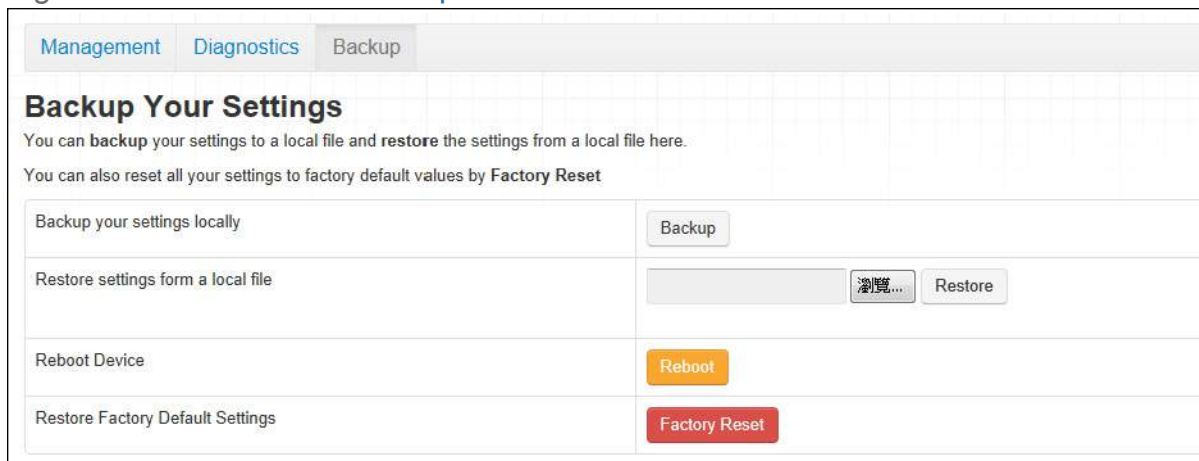 Management Diagnostics Backup
Backup Your Settings
You can backup your settings to a local file and restore the settings from a local file here.
You can also reset all your settings to factory default values by Factory Reset
Backup your settings locally Backup
Restore settings form a local file 瀏覽... Restore
Reboot Device Reboot
Restore Factory Default Settings Factory Reset